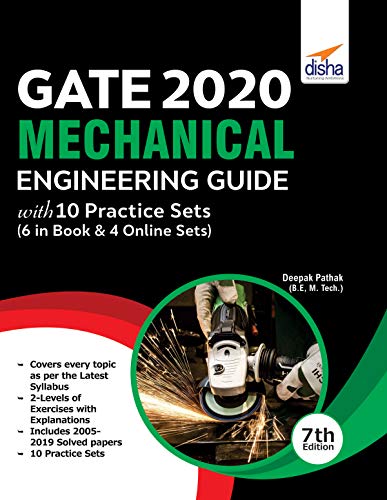 disha
Nurturing Ambitions
GATE 2020
MECHANICAL
ENGINEERING GUIDE
with 10 Practice Sets
(6 in Book & 4 Online Sets)
Deepak Pathak
(B.E, M. Tech.)
Covers every topic
as per the Latest
Syllabus
2-Levels of
Exercises with
Explanations
Includes 2005-
2019 Solved papers
10 Practice Sets
7th
Edition